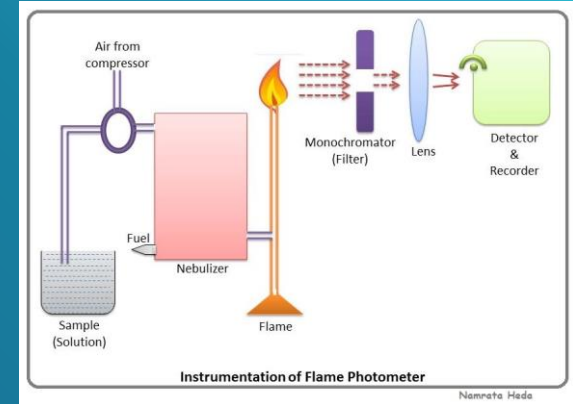 Air from
compressor
Fuel
Nebulizer
Sample
(Solution)
Flame
Monochromator
(Filter)
Lens
Detector
&
Recorder
Instrumentation of Flame Photometer
Namrata Heda